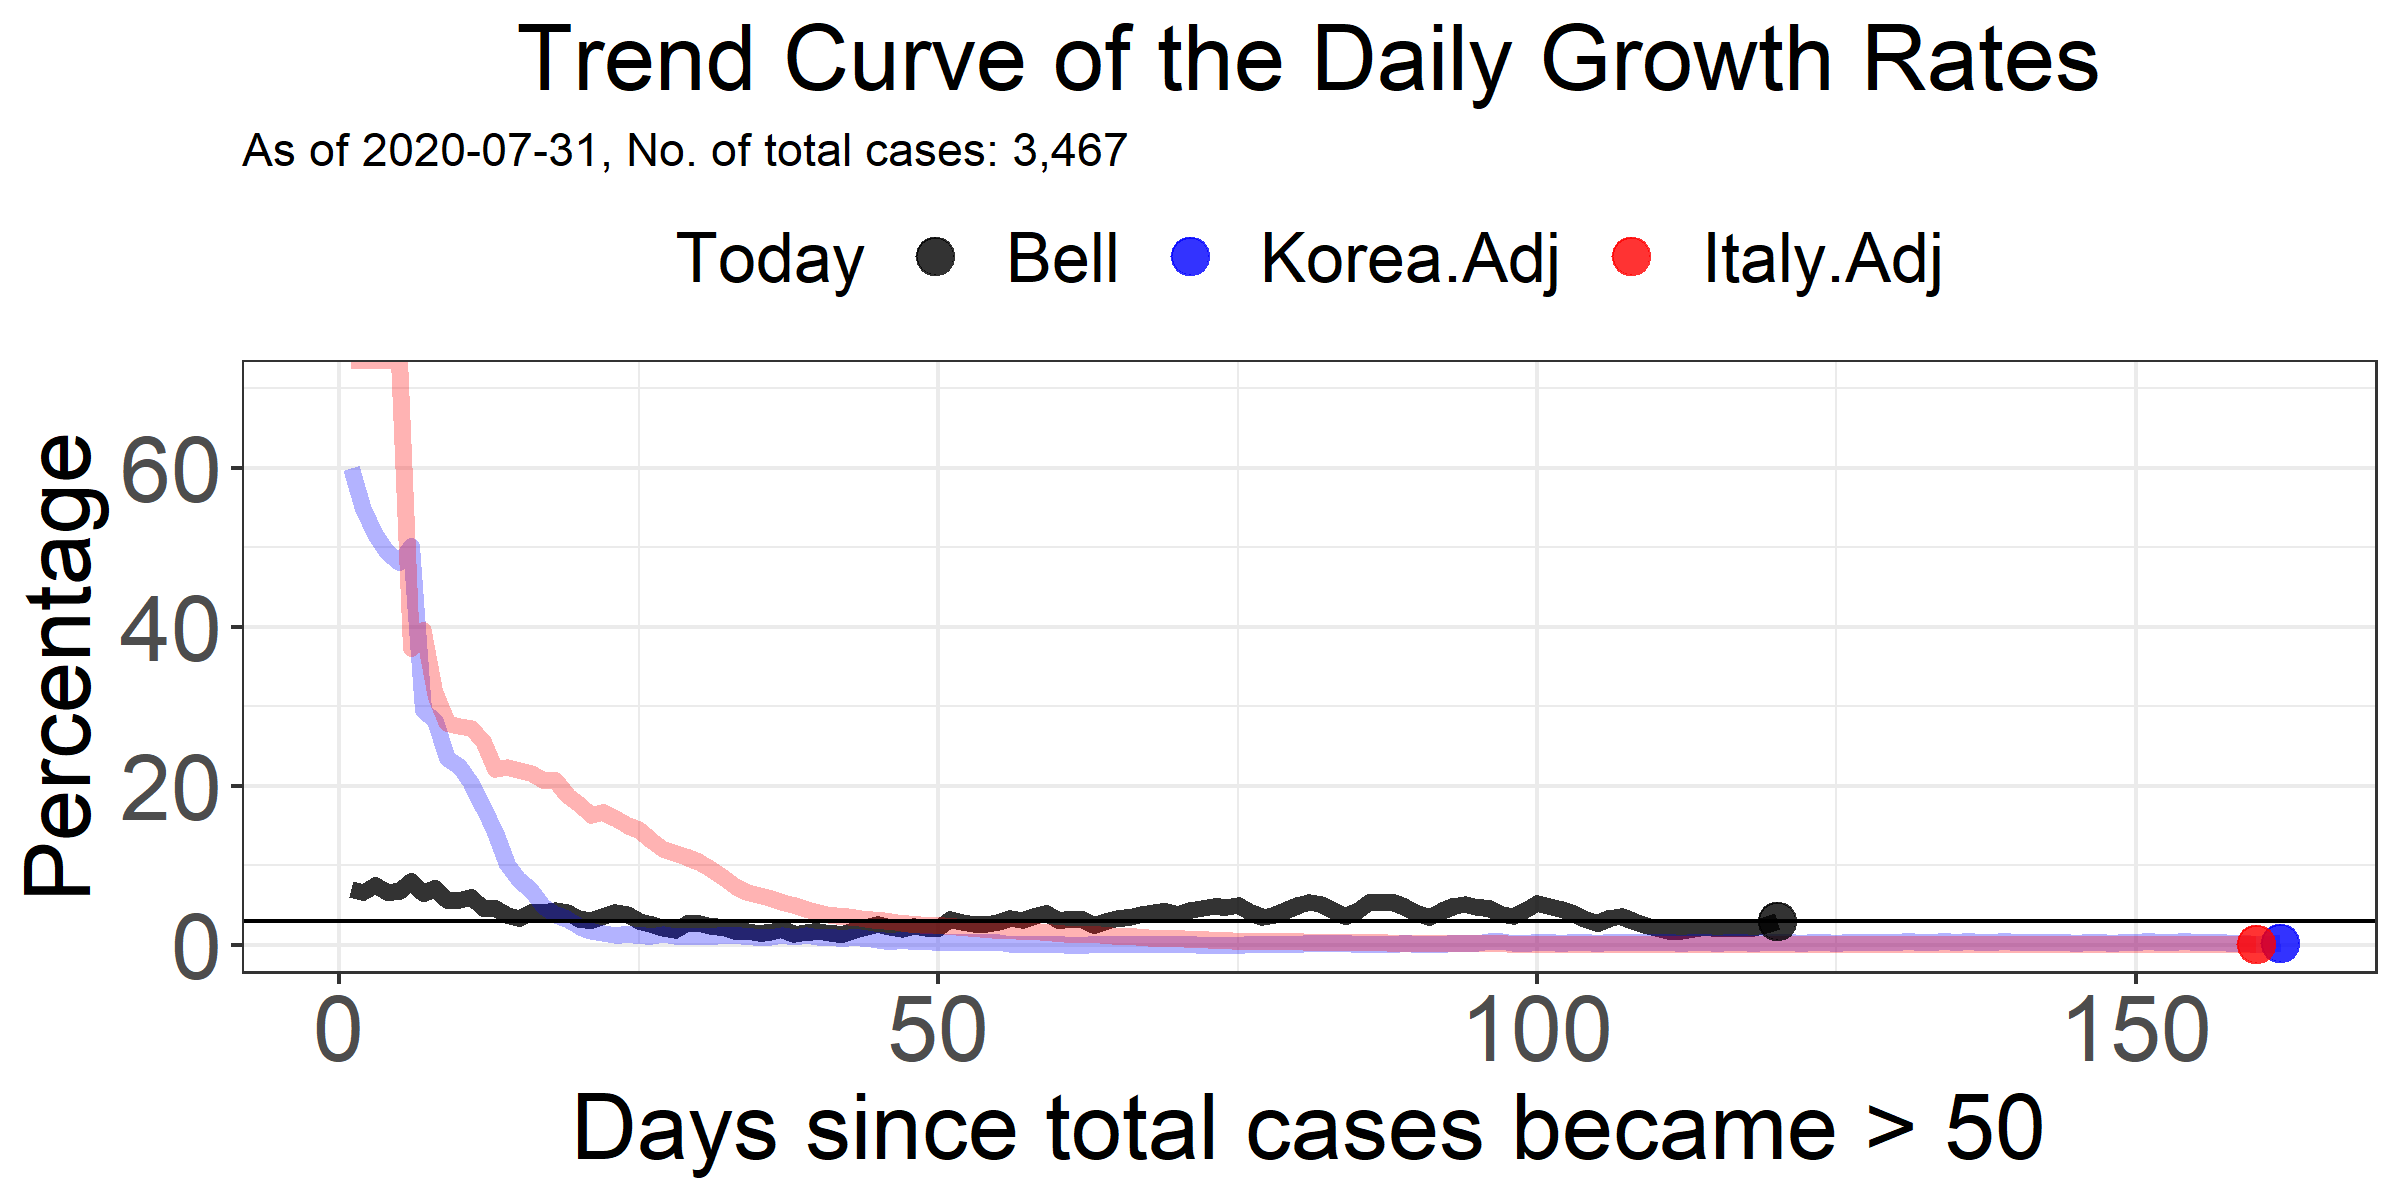 Trend Curve of the Daily Growth Rates
As of 2020-07-31, No. of total cases: 3,467
Today Bell Korea.Adj Italy.Adj
Percentage
60
40
20
0
0 50 100 150
Days since total cases became > 50